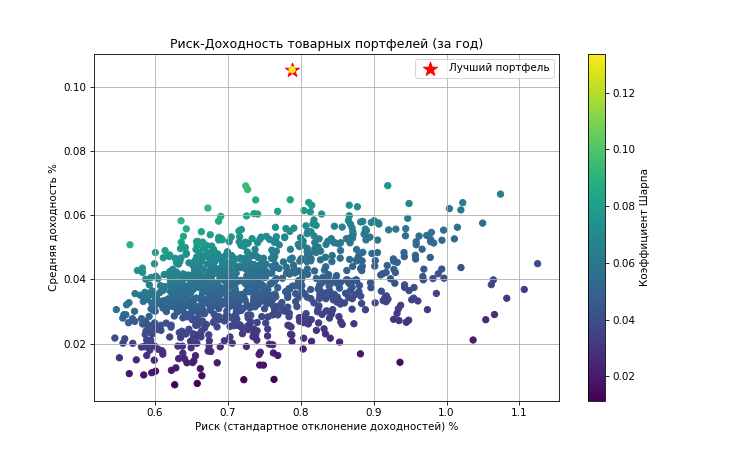 Риск-Доходность товарных портфелей (за год)
Лучший портфель
Средняя доходность %
0.10
0.08
0.06
0.04
0.02
0.6 0.7 0.8 0.9 1.0 1.1
Риск (стандартное отклонение доходностей) %
0.12
0.10
0.08
0.06
0.04
0.02
Коэффициент Шарпа